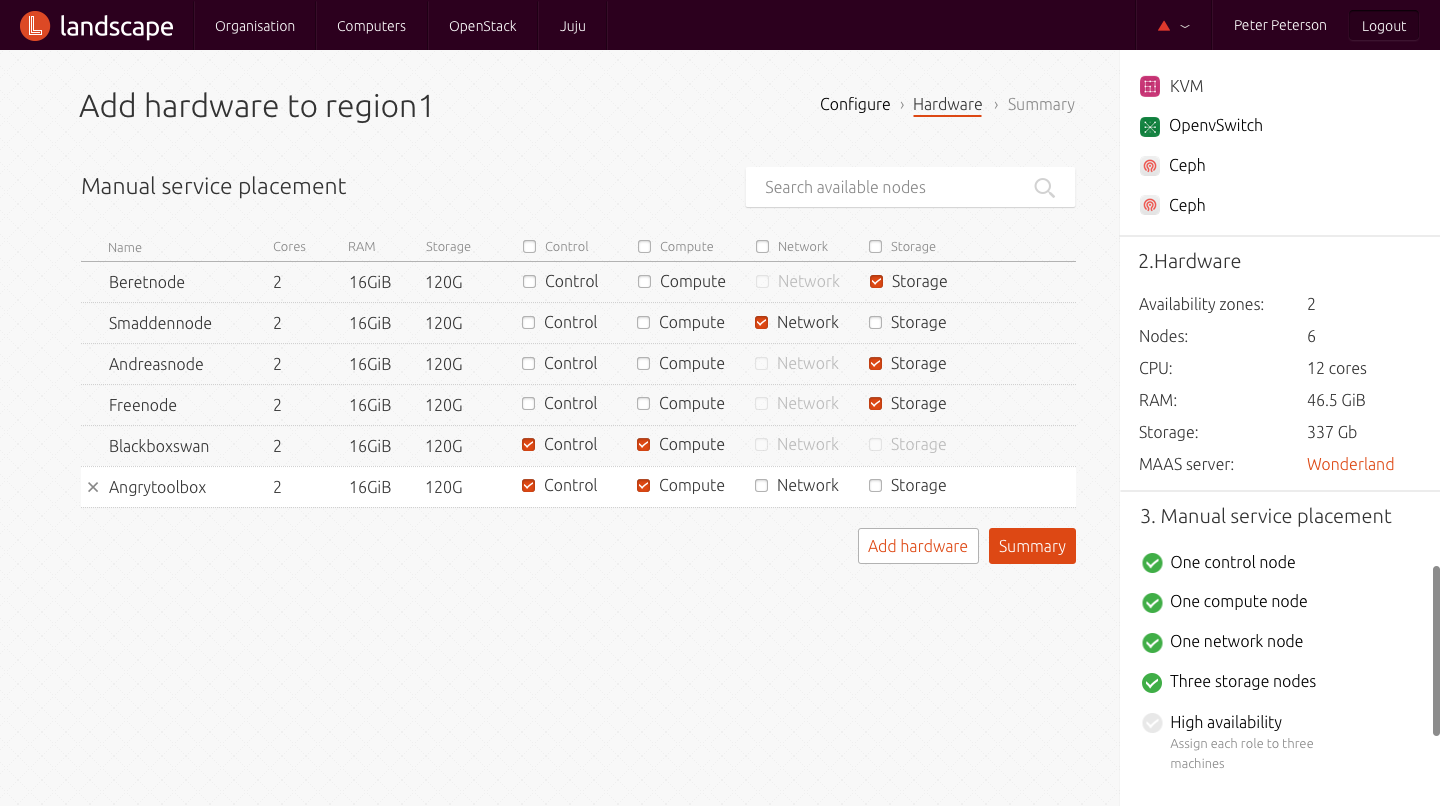 landscape
Organisation
Computers
OpenStack
Juju
Peter Peterson
Logout
Add hardware to region1
Configure › Hardware › Summary
Manual service placement
Search available nodes
Name Cores RAM Storage Control Compute Network Storage
Beretnode 2 16GiB 120G Control Compute Network Storage
Smaddennode 2 16GiB 120G Control Compute Network Storage
Andreasnode 2 16GiB 120G Control Compute Network Storage
Freenode 2 16GiB 120G Control Compute Network Storage
Blackboxswan 2 16GiB 120G Control Compute Network Storage
Angrytoolbox 2 16GiB 120G Control Compute Network Storage
Add hardware
Summary
KVM
OpenvSwitch
Ceph
Ceph
2.Hardware
Availability zones: 2
Nodes: 6
CPU: 12 cores
RAM: 46.5 GiB
Storage: 337 Gb
MAAS server: Wonderland
3. Manual service placement
One control node
One compute node
One network node
Three storage nodes
High availability
Assign each role to three
machines